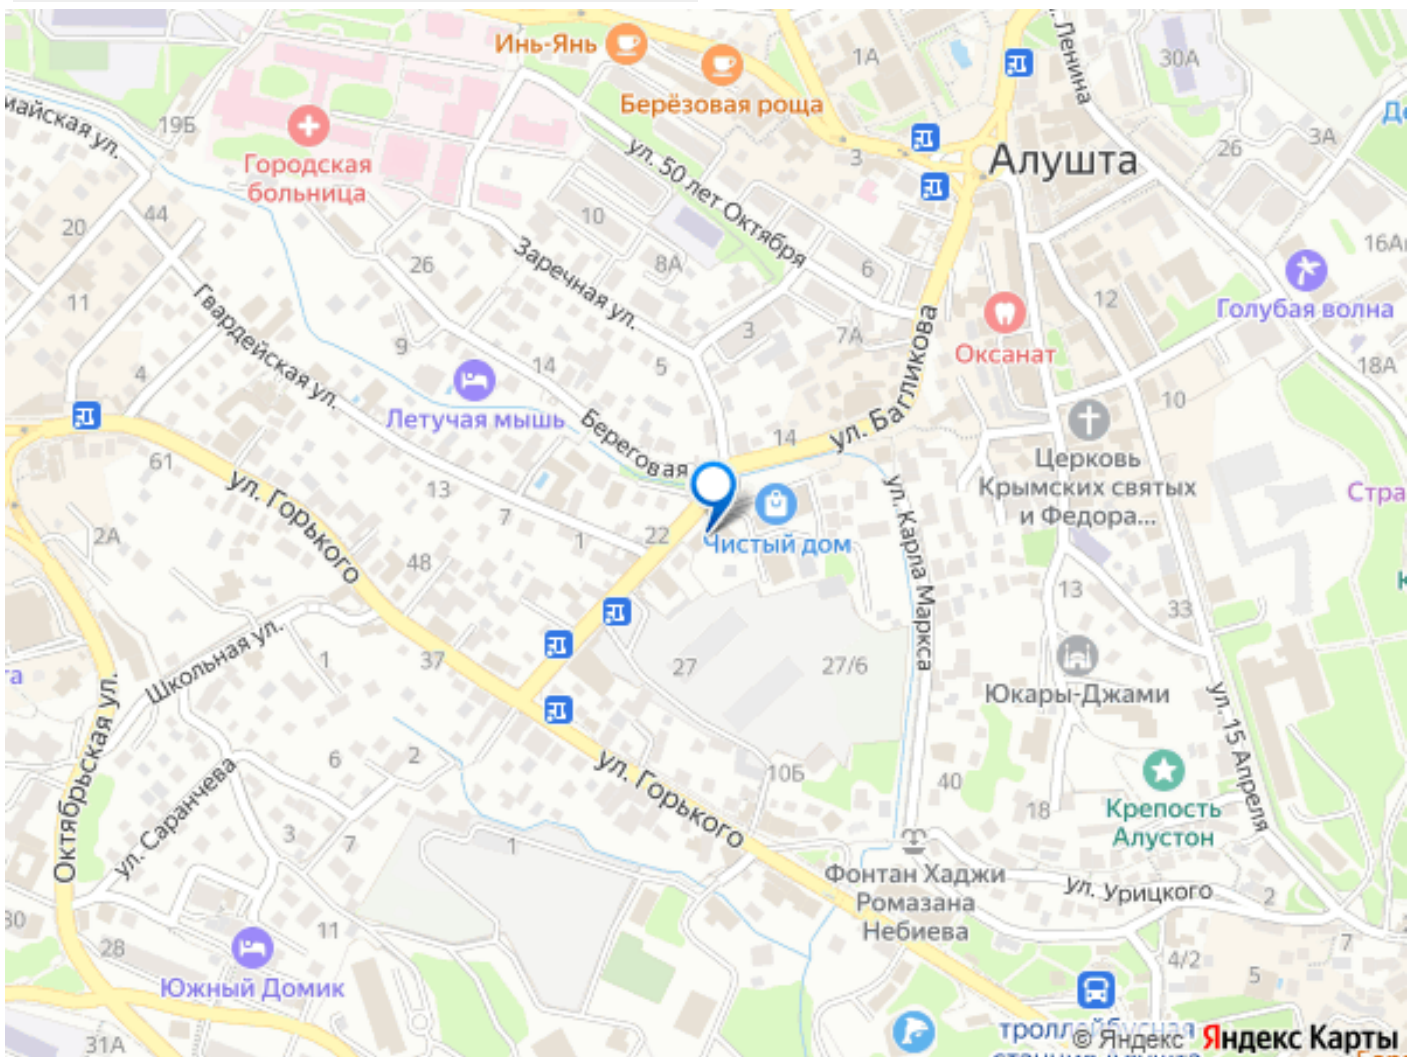 Инь-Янь
Берёзовая роща
1А
ул. Ленина
30А
майская ул.
19Б
Городская
больница
ул. 50 лет Октября
3
Алушта
26
3А
20
44
10
8А
Заречная ул.
26
6
16А
11
Гвардейская ул.
9
14
5
3
7А
12
Голубая волна
Оксанат
18А
4
Летучая мышь
Береговая
14
ул. Багликова
10
Церковь
Крымских святых
и Федора...
61
ул. Горького
13
7
1
22
Чистый дом
ул. Карла Маркса
Стра
2А
48
13
33
Школьная ул.
1
37
27
27/6
Юкары-Джами
ул. 15 Апреля
та
Октябрьская ул.
6
2
ул. Саранчева
ул. Горького
10Б
40
18
Крепость
Алустон
3
7
1
Фонтан Хаджи
Ромазана
Небиева
ул. Урицкого
2
30
28
11
Южный Домик
4/2
5
7
31А
троллейбусная
станция Алушта
© Яндекс Яндекс Карты